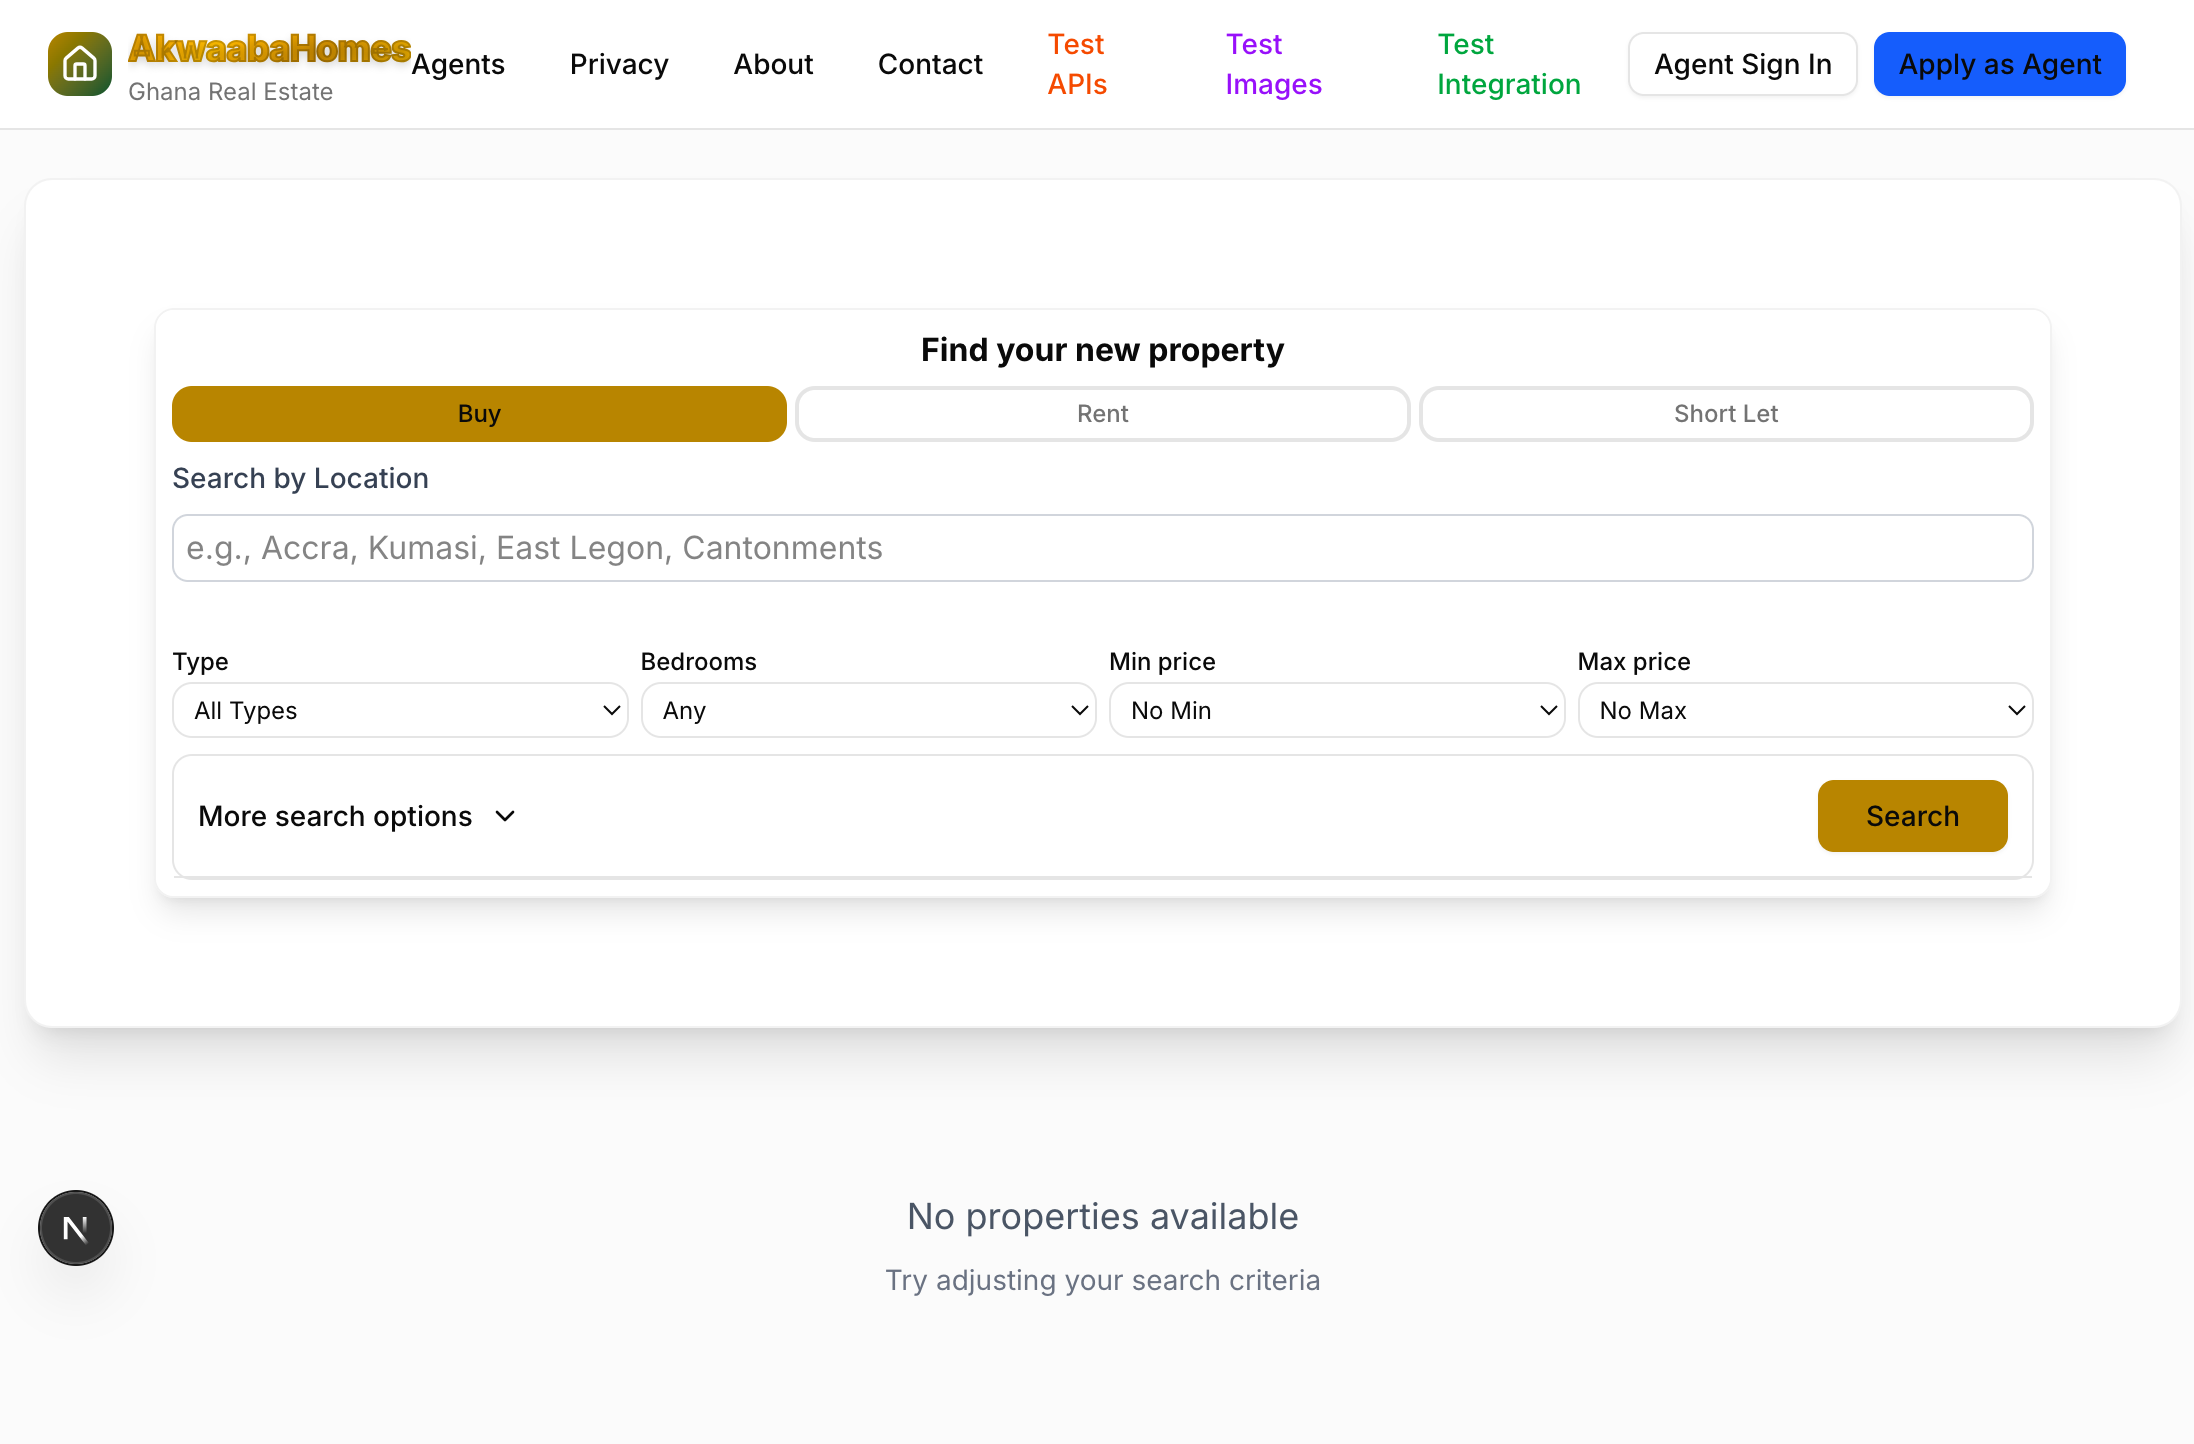 AkwaabaHomes
Ghana Real Estate
Agents
Privacy
About
Contact
Test
APIs
Test
Images
Test
Integration
Agent Sign In
Apply as Agent
Find your new property
Buy
Rent
Short Let
Search by Location
e.g., Accra, Kumasi, East Legon, Cantonments
Type
Bedrooms
Min price
Max price
All Types
Any
No Min
No Max
More search options
Search
N
No properties available
Try adjusting your search criteria